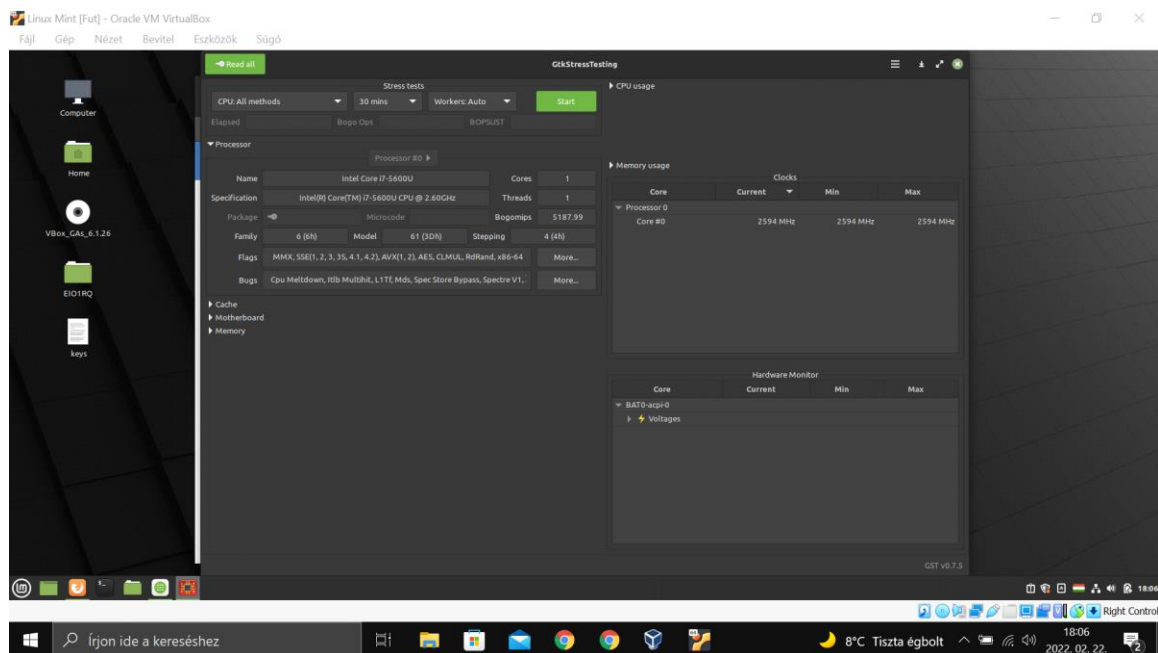 Linux Mint [Fut] - Oracle VM VirtualBox
Fájl Gép Nézet Bevitel Eszközök Súgó
Read all
GtkStressTesting
Computer
Home
VBox_GAs_6.1.26
EIO1RQ
keys
Stress tests
CPU: All methods 30 mins Workers: Auto Start
Elapsed Bogo Ops BOPSUST
Processor
Processor #0
Name Intel Core i7-5600U Cores 1
Specification Intel(R) Core(TM) i7-5600U CPU @ 2.60GHz Threads 1
Package Microcode Bogomips 5187.99
Family 6 (6h) Model 61 (3Dh) Stepping 4 (4h)
Flags MMX, SSE(1, 2, 3, 3S, 4.1, 4.2), AVX(1, 2), AES, CLMUL, RdRand, x86-64 More...
Bugs Cpu Meltdown, Itlb Multihit, L1Tf, Mds, Spec Store Bypass, Spectre V1, More...
Cache
Motherboard
Memory
CPU usage
Memory usage
Clocks
Core Current Min Max
Processor 0
Core #0 2594 MHz 2594 MHz 2594 MHz
Hardware Monitor
Core Current Min Max
BAT0-acpi-0
Voltages
GST v0.7.5
18:06
Right Control
Írjon ide a kereséshez
8°C Tiszta égbolt
18:06
2022. 02. 22.
2